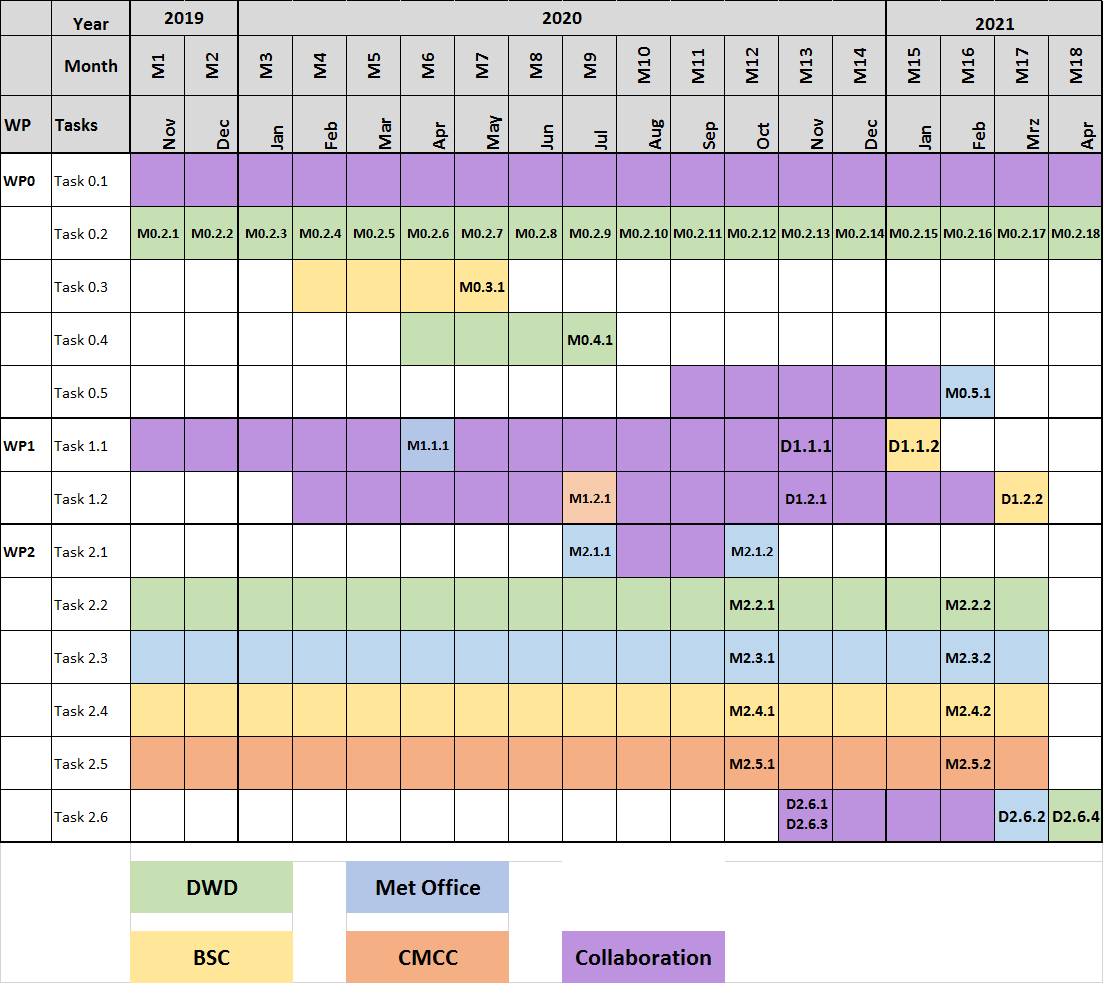 Year 2019 2020 2021
Month M1 M2 M3 M4 M5 M6 M7 M8 M9 M10 M11 M12 M13 M14 M15 M16 M17 M18
WP Tasks Nov Dec Jan Feb Mar Apr May Jun Jul Aug Sep Oct Nov Dec Jan Feb Mrz Apr
WP0 Task 0.1
Task 0.2 M0.2.1 M0.2.2 M0.2.3 M0.2.4 M0.2.5 M0.2.6 M0.2.7 M0.2.8 M0.2.9 M0.2.10 M0.2.11 M0.2.12 M0.2.13 M0.2.14 M0.2.15 M0.2.16 M0.2.17 M0.2.18
Task 0.3 M0.3.1
Task 0.4 M0.4.1
Task 0.5 M0.5.1
WP1 Task 1.1 M1.1.1 D1.1.1 D1.1.2
Task 1.2 M1.2.1 D1.2.1 D1.2.2
WP2 Task 2.1 M2.1.1 M2.1.2
Task 2.2 M2.2.1 M2.2.2
Task 2.3 M2.3.1 M2.3.2
Task 2.4 M2.4.1 M2.4.2
Task 2.5 M2.5.1 M2.5.2
Task 2.6 D2.6.1 D2.6.2 D2.6.4
D2.6.3
DWD Met Office
BSC CMCC Collaboration